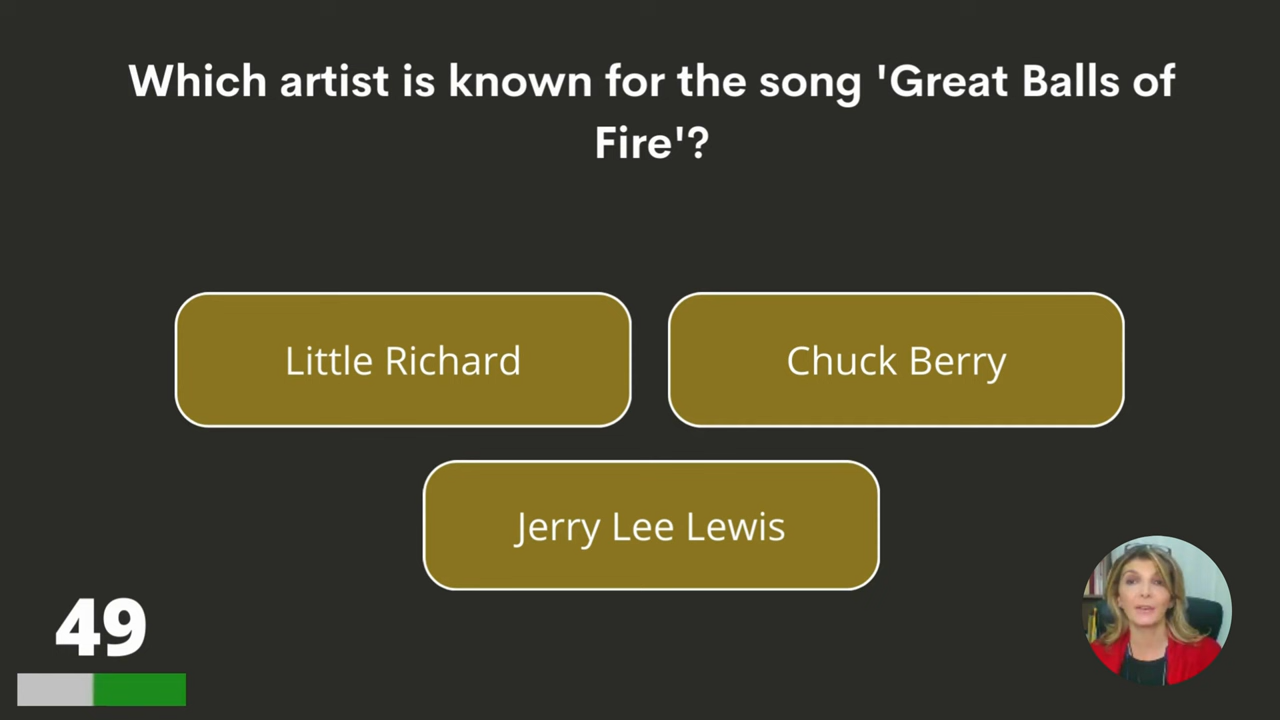 Which artist is known for the song 'Great Balls of
Fire'?
Little Richard
Chuck Berry
Jerry Lee Lewis
49